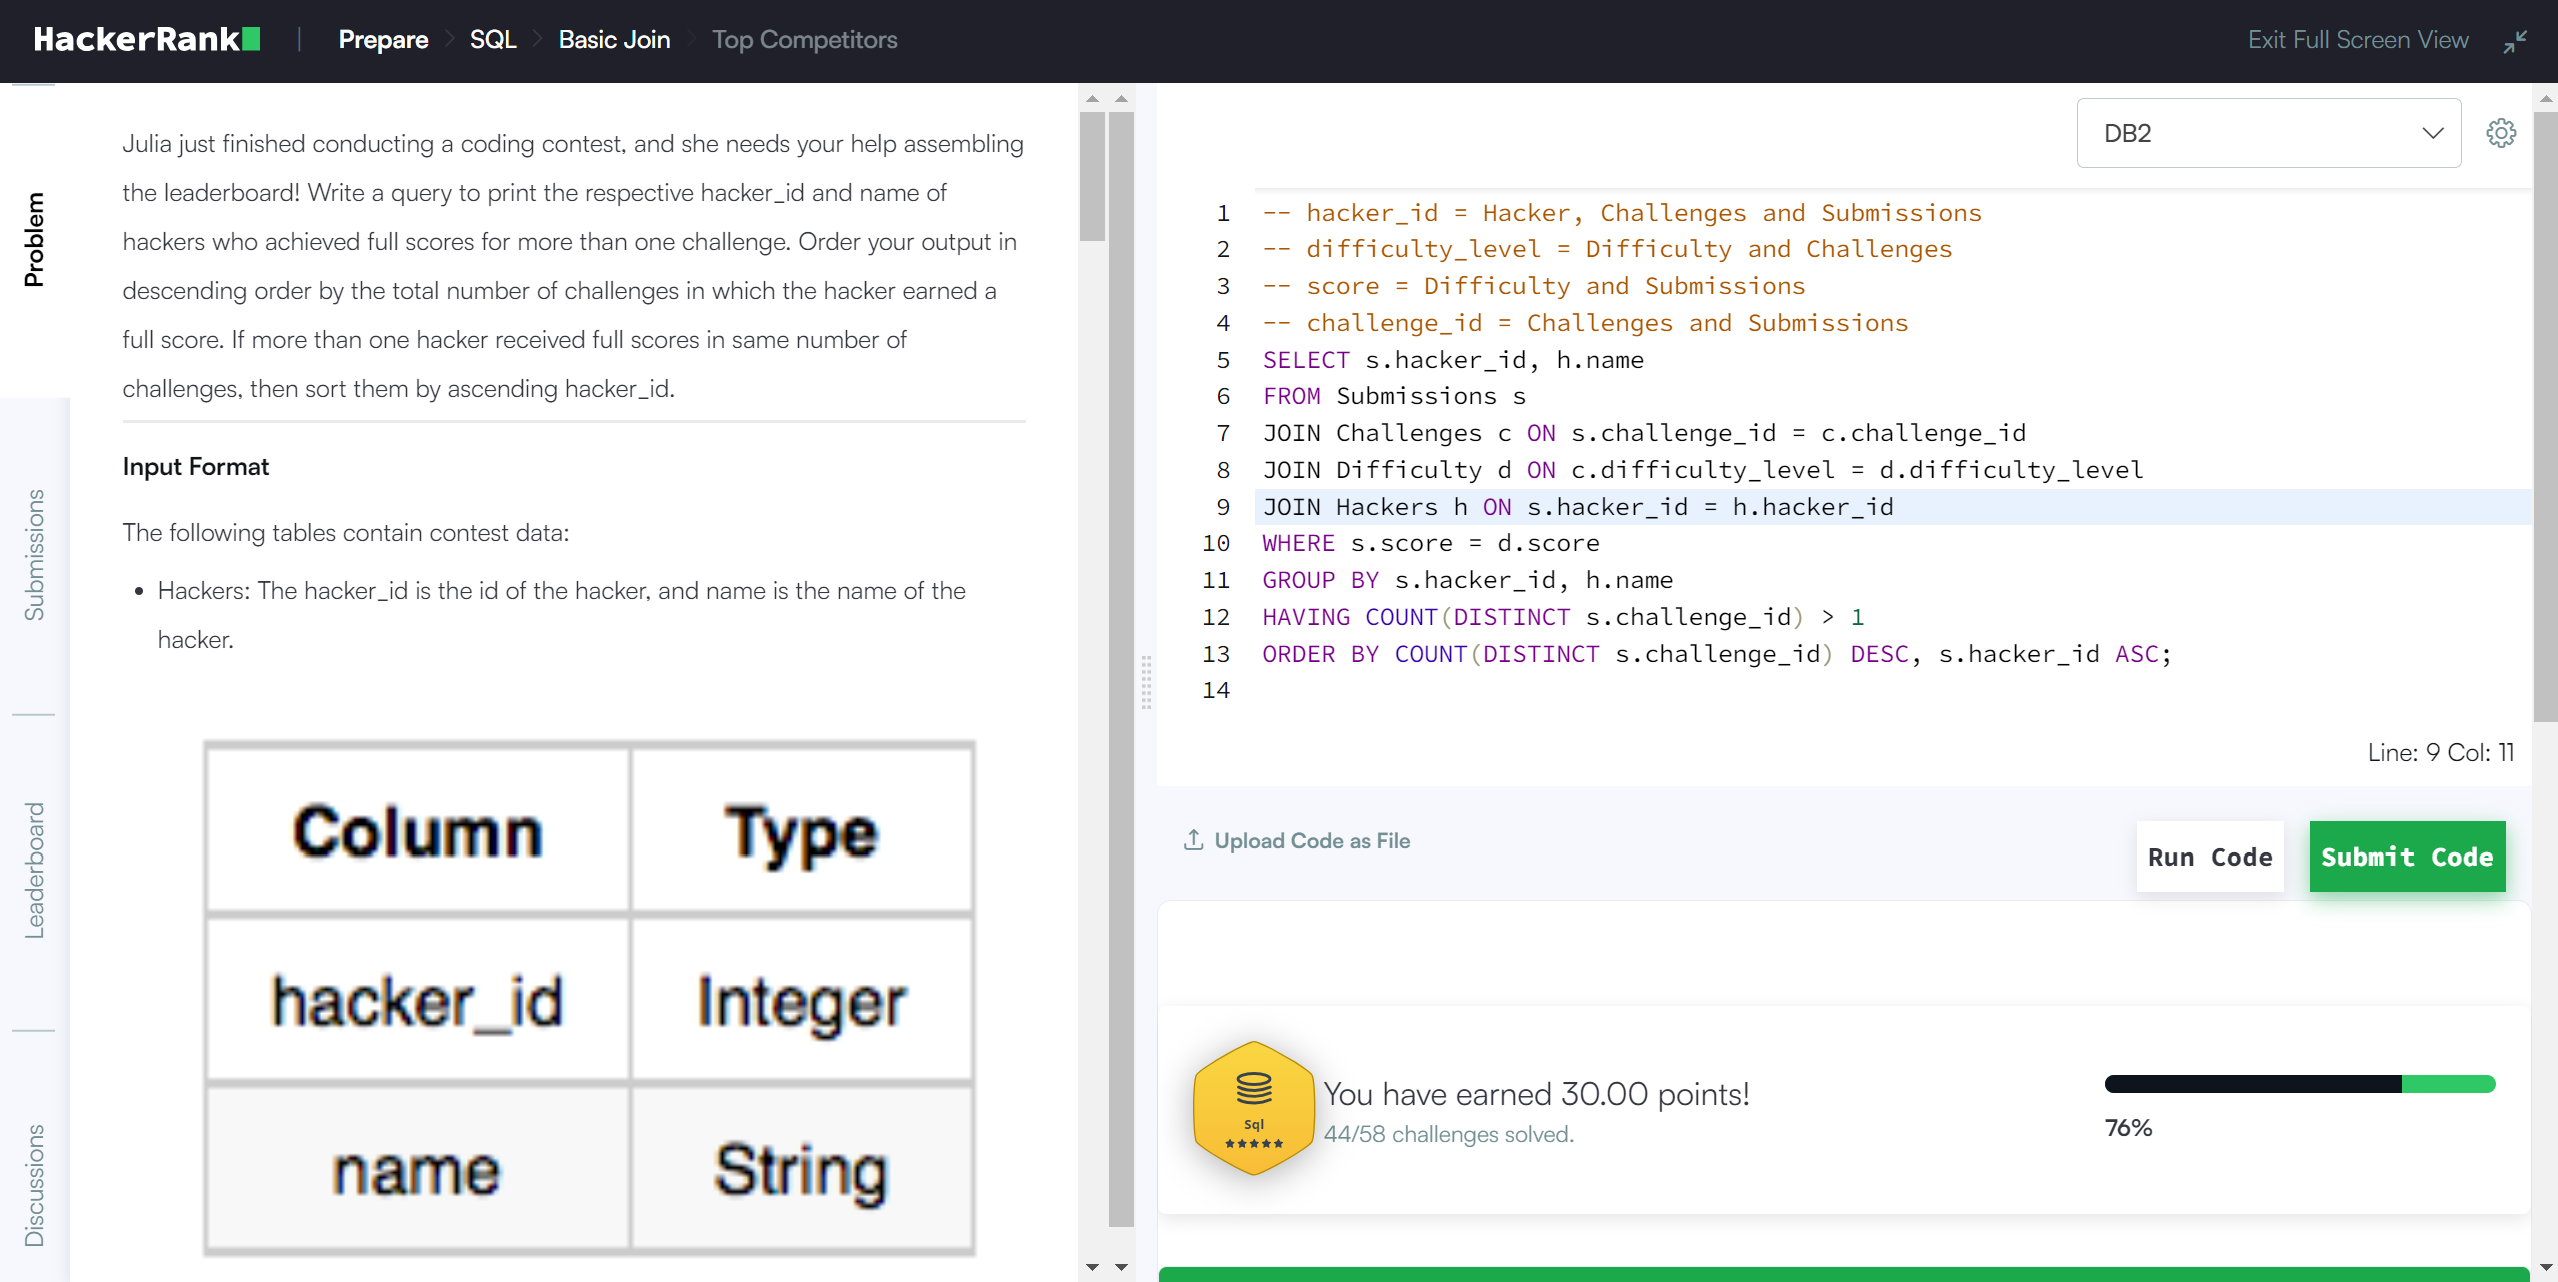 HackerRank | Prepare > SQL > Basic Join > Top Competitors
Exit Full Screen View
Problem
Submissions
Leaderboard
Discussions
Julia just finished conducting a coding contest, and she needs your help assembling
the leaderboard! Write a query to print the respective hacker_id and name of
hackers who achieved full scores for more than one challenge. Order your output in
descending order by the total number of challenges in which the hacker earned a
full score. If more than one hacker received full scores in same number of
challenges, then sort them by ascending hacker_id.
Input Format
The following tables contain contest data:
• Hackers: The hacker_id is the id of the hacker, and name is the name of the
hacker.
Column Type
hacker_id Integer
name String
DB2
1 -- hacker_id = Hacker, Challenges and Submissions
2 -- difficulty_level = Difficulty and Challenges
3 -- score = Difficulty and Submissions
4 -- challenge_id = Challenges and Submissions
5 SELECT s.hacker_id, h.name
6 FROM Submissions s
7 JOIN Challenges c ON s.challenge_id = c.challenge_id
8 JOIN Difficulty d ON c.difficulty_level = d.difficulty_level
9 JOIN Hackers h ON s.hacker_id = h.hacker_id
10 WHERE s.score = d.score
11 GROUP BY s.hacker_id, h.name
12 HAVING COUNT(DISTINCT s.challenge_id) > 1
13 ORDER BY COUNT(DISTINCT s.challenge_id) DESC, s.hacker_id ASC;
14
Line: 9 Col: 11
Upload Code as File
Run Code
Submit Code
Sql
★★★★★
You have earned 30.00 points!
44/58 challenges solved.
76%